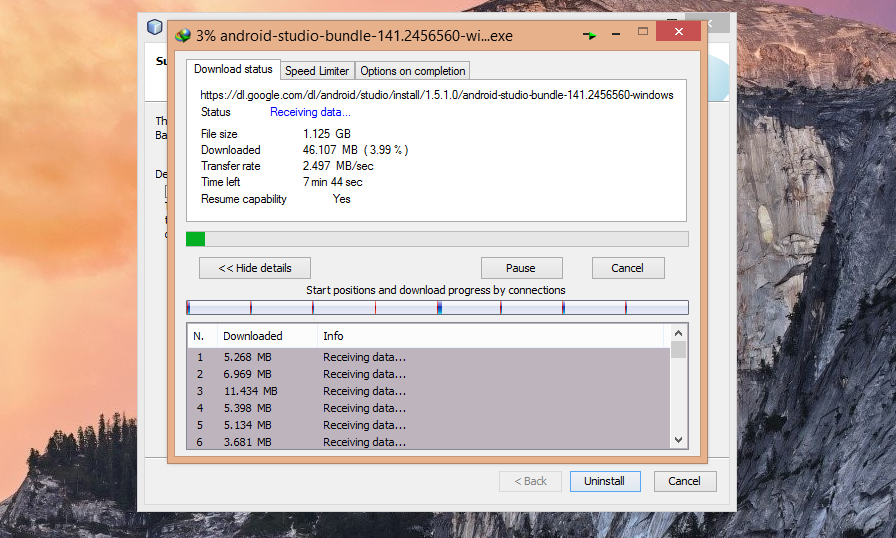 3% android-studio-bundle-141.2456560-wi...exe
Download status
Speed Limiter
Options on completion
https://dl.google.com/dl/android/studio/install/1.5.1.0/android-studio-bundle-141.2456560-windows
Status Receiving data...
File size 1.125 GB
Downloaded 46.107 MB ( 3.99 % )
Transfer rate 2.497 MB/sec
Time left 7 min 44 sec
Resume capability Yes
<< Hide details
Pause
Cancel
Start positions and download progress by connections
N. Downloaded Info
1 5.268 MB Receiving data...
2 6.969 MB Receiving data...
3 11.434 MB Receiving data...
4 5.398 MB Receiving data...
5 5.134 MB Receiving data...
6 3.681 MB Receiving data...
< Back
Uninstall
Cancel